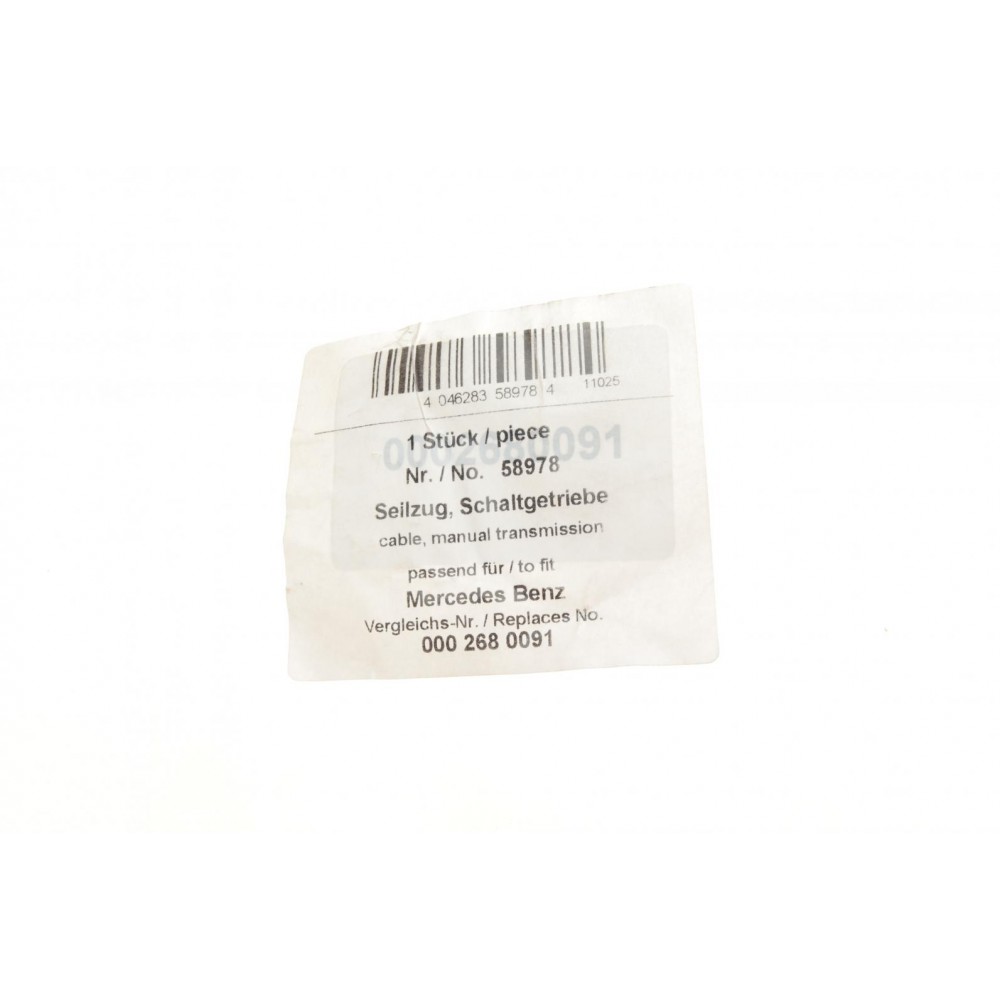 4 046283 58978 4 11025
1 Stück / piece
0002680091
Nr. / No. 58978
Seilzug, Schaltgetriebe
cable, manual transmission
passend für / to fit
Mercedes Benz
Vergleichs-Nr. / Replaces No.
000 268 0091